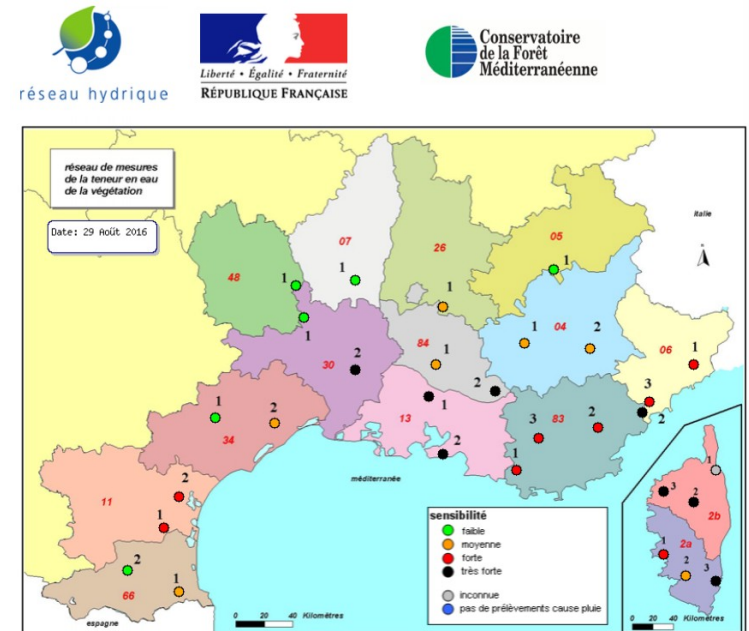 réseau hydrique
Liberté • Égalité • Fraternité
RÉPUBLIQUE FRANÇAISE
Conservatoire
de la Forêt
Méditerranéenne
réseau de mesures
de la teneur en eau
de la végétation
Date: 29 Août 2016
Italie
07
26
05
48
1
1
1
1
1
84
1
1
04
2
06
1
30
2
1
2
3
13
1
83
3
2
2
1
2
34
1
2
méditerranée
11
2
1
66
2
1
espagne
0 20 40 Kilomètres
sensibilité
faible
moyenne
forte
très forte
inconnue
pas de prélèvements cause pluie
1
3
2
2b
2a
1
2
3
0 20 40 Kilomètres